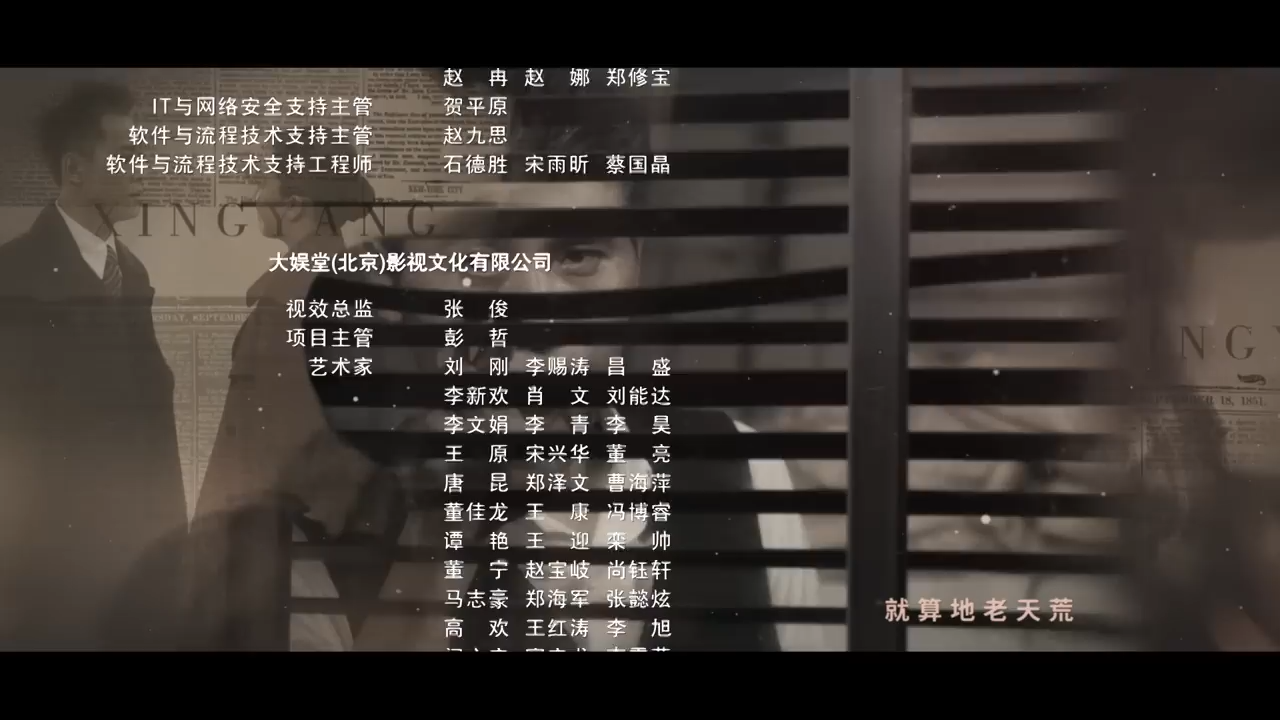 赵 冉 赵 娜 郑修宝
IT与网络安全支持主管 贺平原
软件与流程技术支持主管 赵九思
软件与流程技术支持工程师 石德胜 宋雨昕 蔡国晶
NEW-YORK CITY
XINGYANG
大娱堂(北京)影视文化有限公司
视效总监 张 俊
项目主管 彭 哲
艺术家 刘 刚 李赐涛 昌 盛
李新欢 肖 文 刘能达
李文娟 李 青 李 昊
王 原 宋兴华 董 亮
唐 昆 郑泽文 曹海萍
董佳龙 王 康 冯博睿
谭 艳 王 迎 栾 帅
董 宁 赵宝岐 尚钰轩
马志豪 郑海军 张懿炫
高 欢 王红涛 李 旭
NG
18, 1851.
就算地老天荒